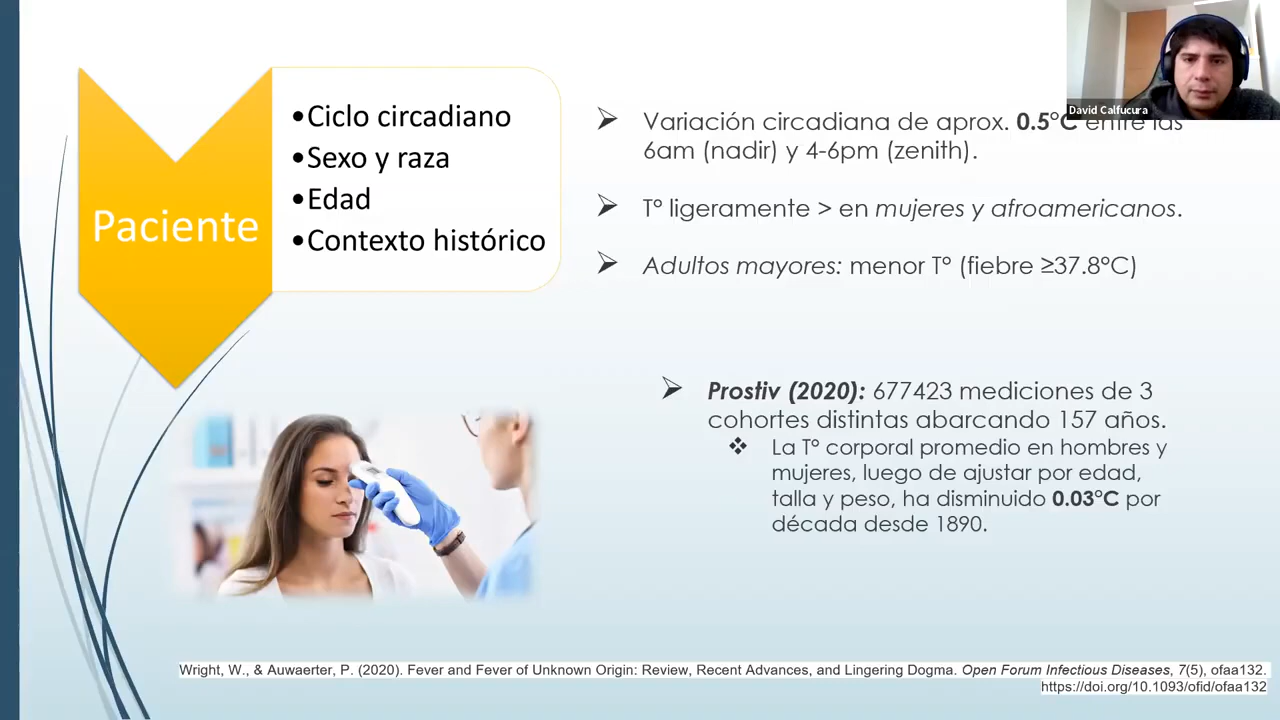 Paciente
•Ciclo circadiano
•Sexo y raza
•Edad
•Contexto histórico
David Calfucura
Variación circadiana de aprox. 0.5°C entre las
6am (nadir) y 4-6pm (zenith).
T° ligeramente > en mujeres y afroamericanos.
Adultos mayores: menor T° (fiebre ≥37.8°C)
Prostiv (2020): 677423 mediciones de 3
cohortes distintas abarcando 157 años.
La T° corporal promedio en hombres y
mujeres, luego de ajustar por edad,
talla y peso, ha disminuido 0.03°C por
década desde 1890.
Wright, W., & Auwaerter, P. (2020). Fever and Fever of Unknown Origin: Review, Recent Advances, and Lingering Dogma. Open Forum Infectious Diseases, 7(5), ofaa132.
https://doi.org/10.1093/ofid/ofaa132